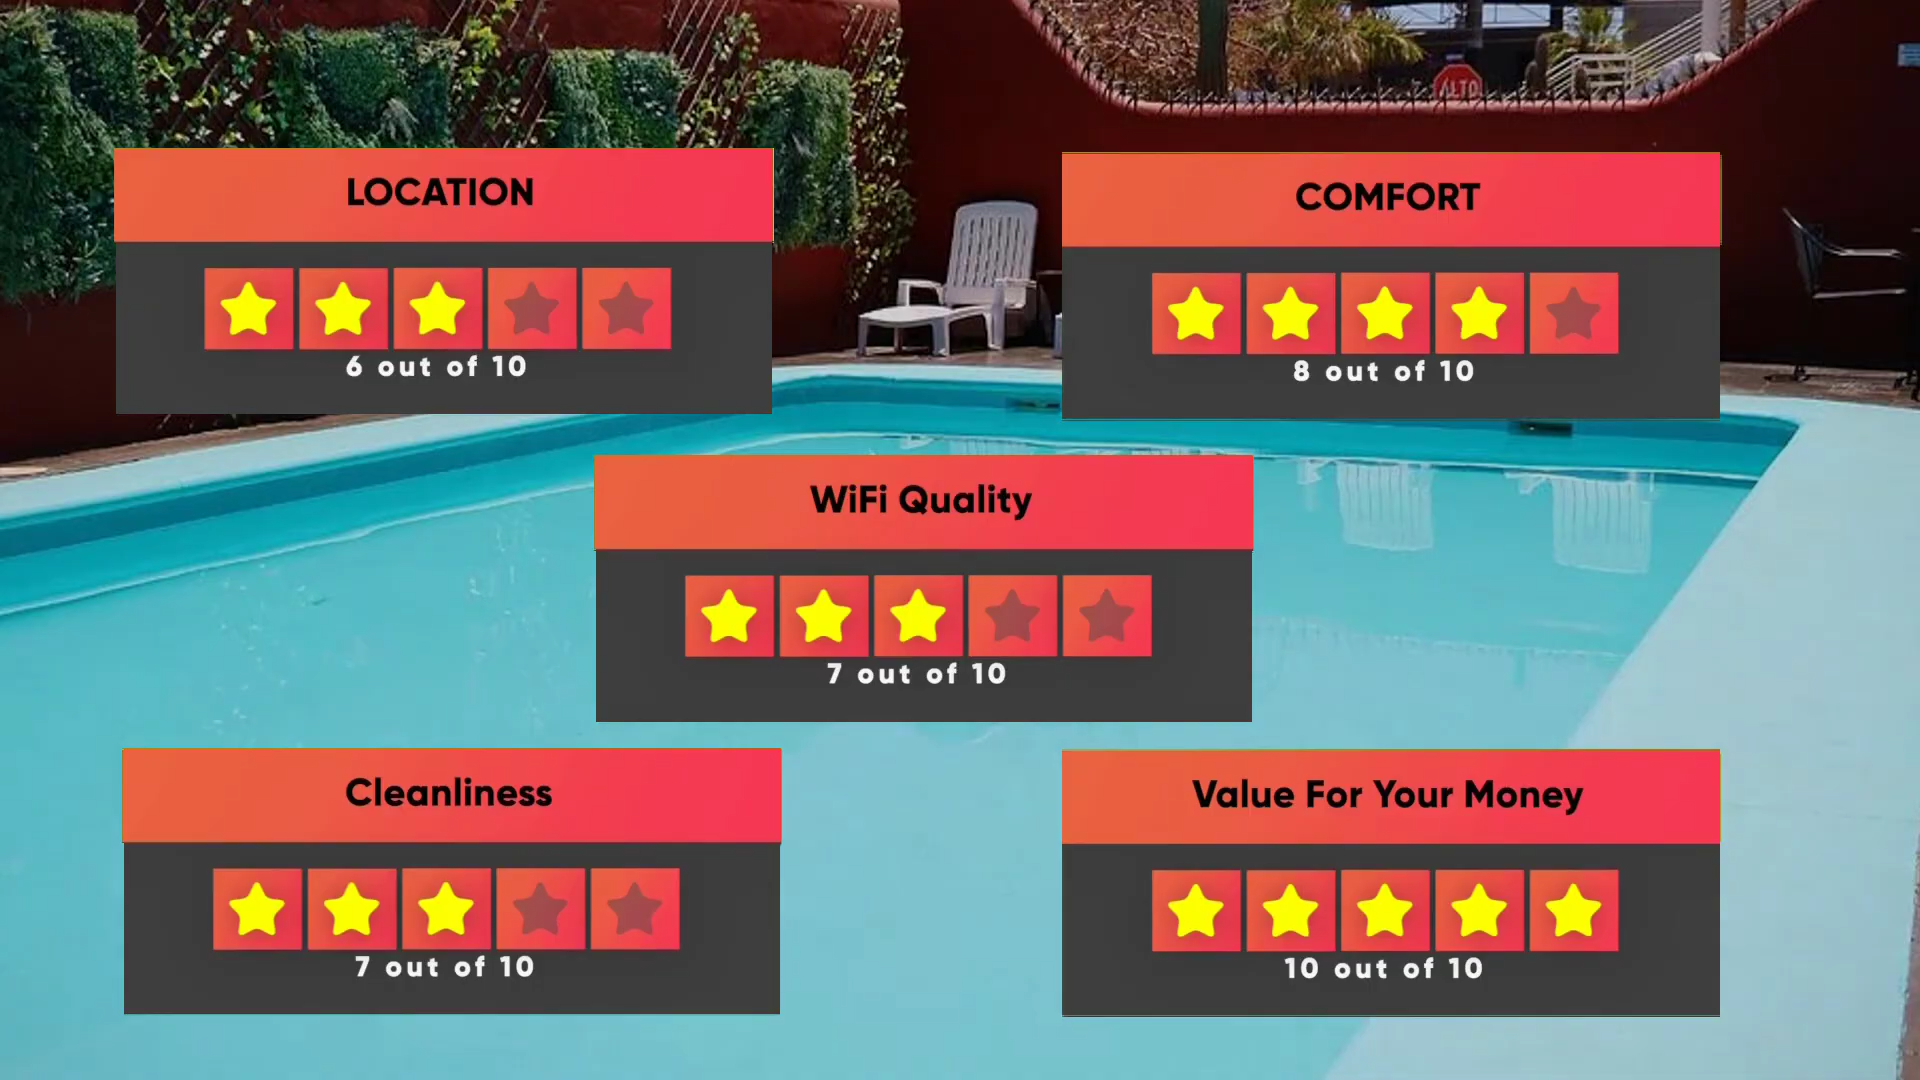 ALTO
LOCATION
6 out of 10
COMFORT
8 out of 10
WiFi Quality
7 out of 10
Cleanliness
7 out of 10
Value For Your Money
10 out of 10